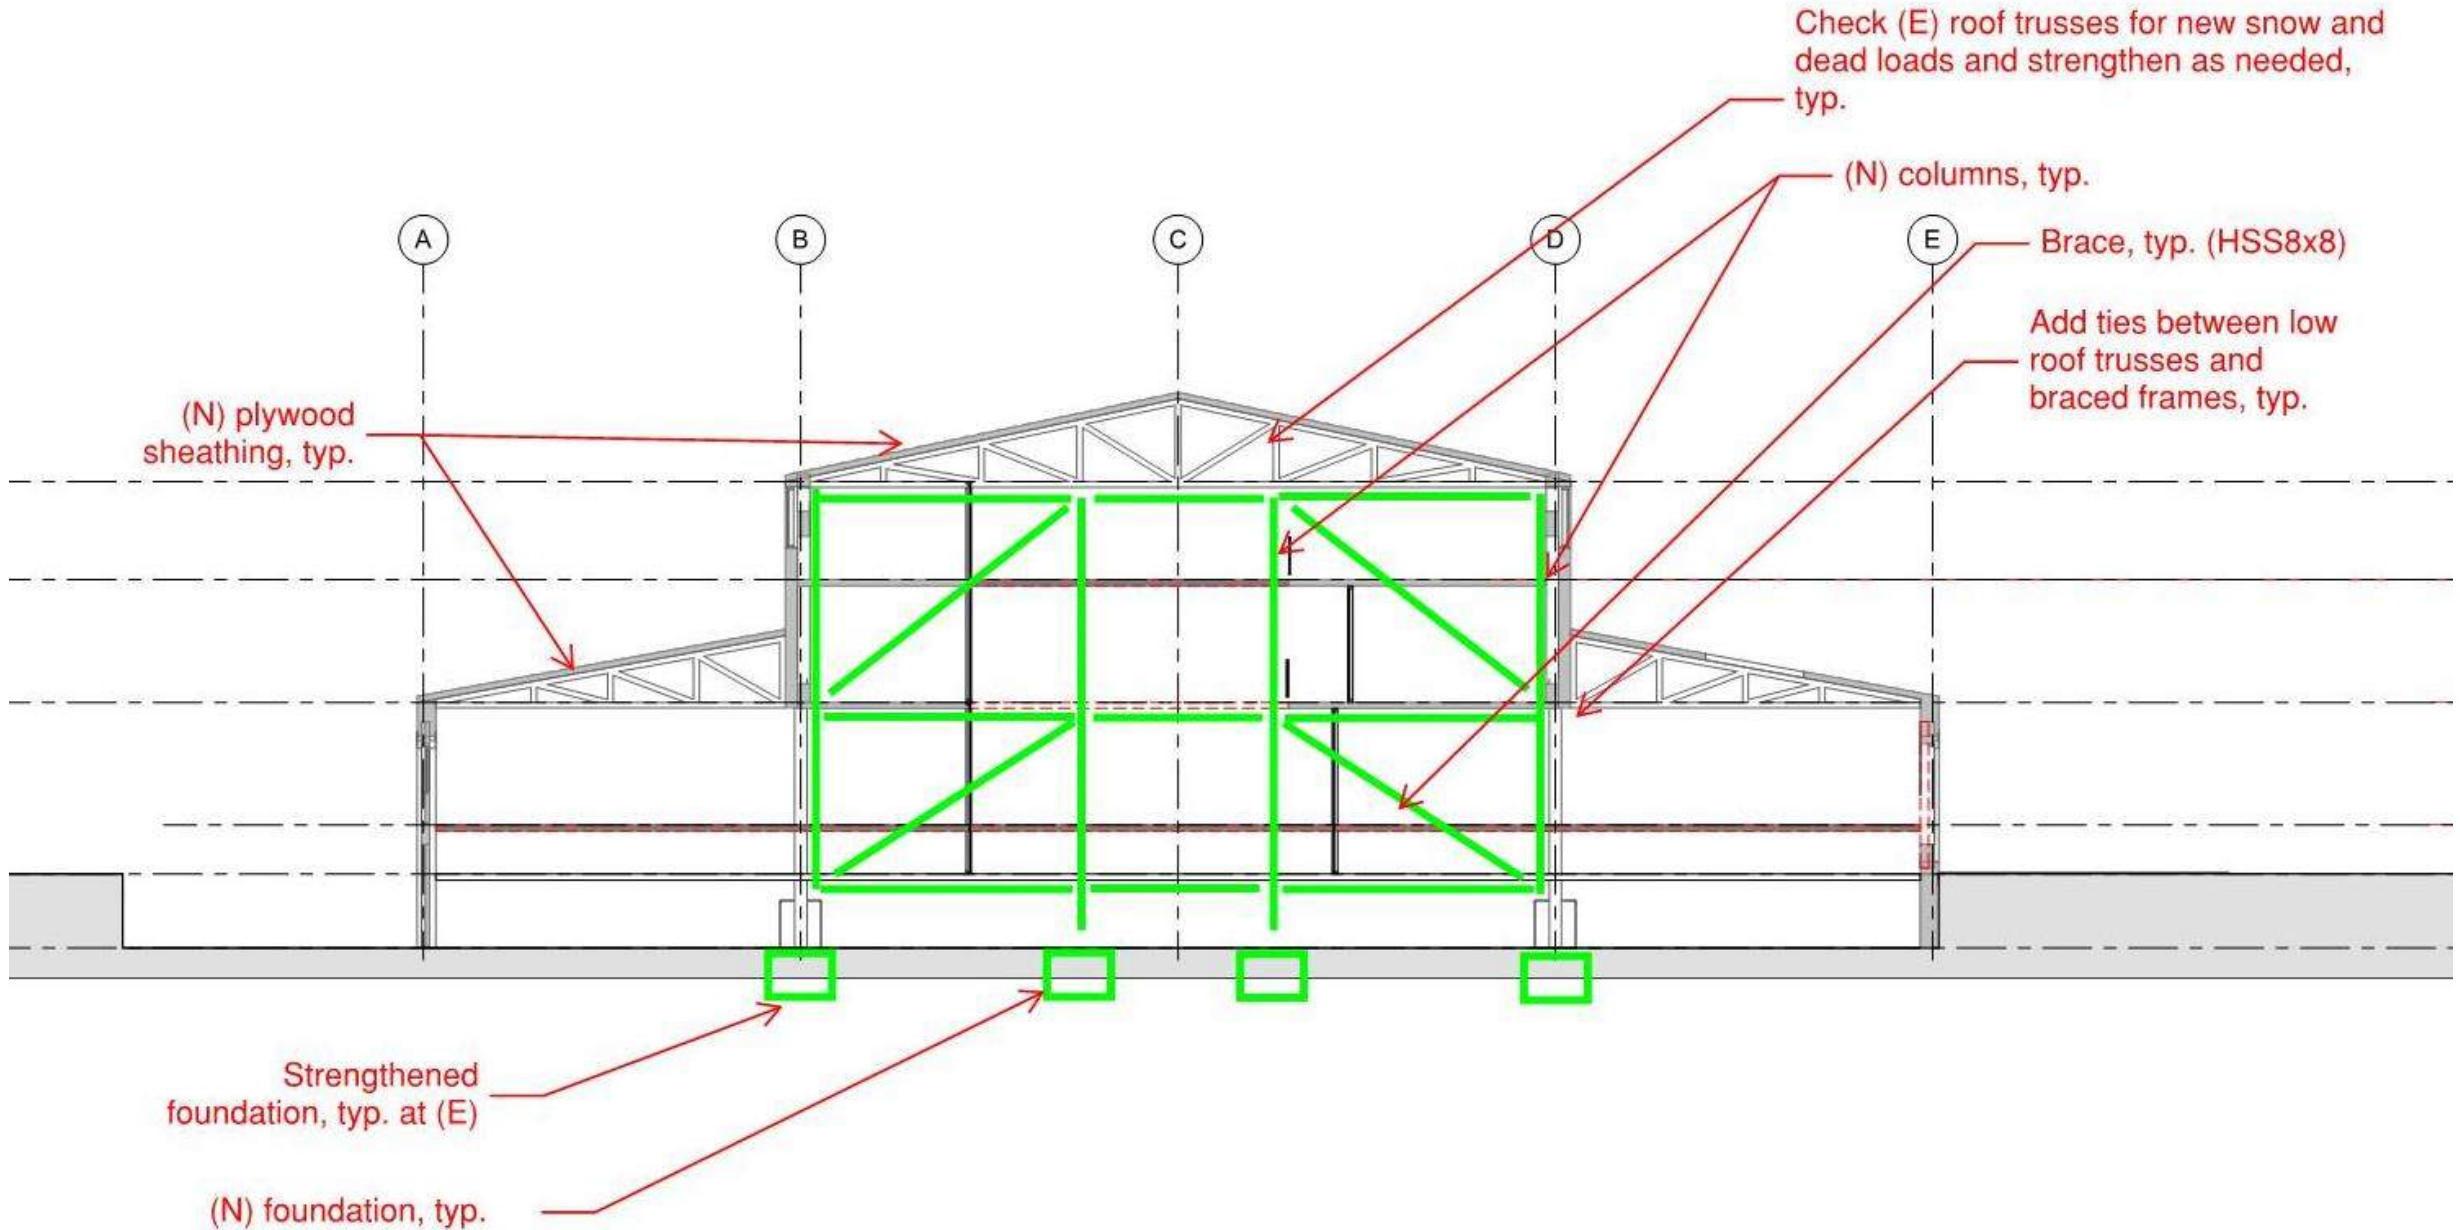 Check (E) roof trusses for new snow and
dead loads and strengthen as needed,
typ.
(N) columns, typ.
A
B
C
D
E
Brace, typ. (HSS8x8)
Add ties between low
roof trusses and
braced frames, typ.
(N) plywood
sheathing, typ.
Strengthened
foundation, typ. at (E)
(N) foundation, typ.